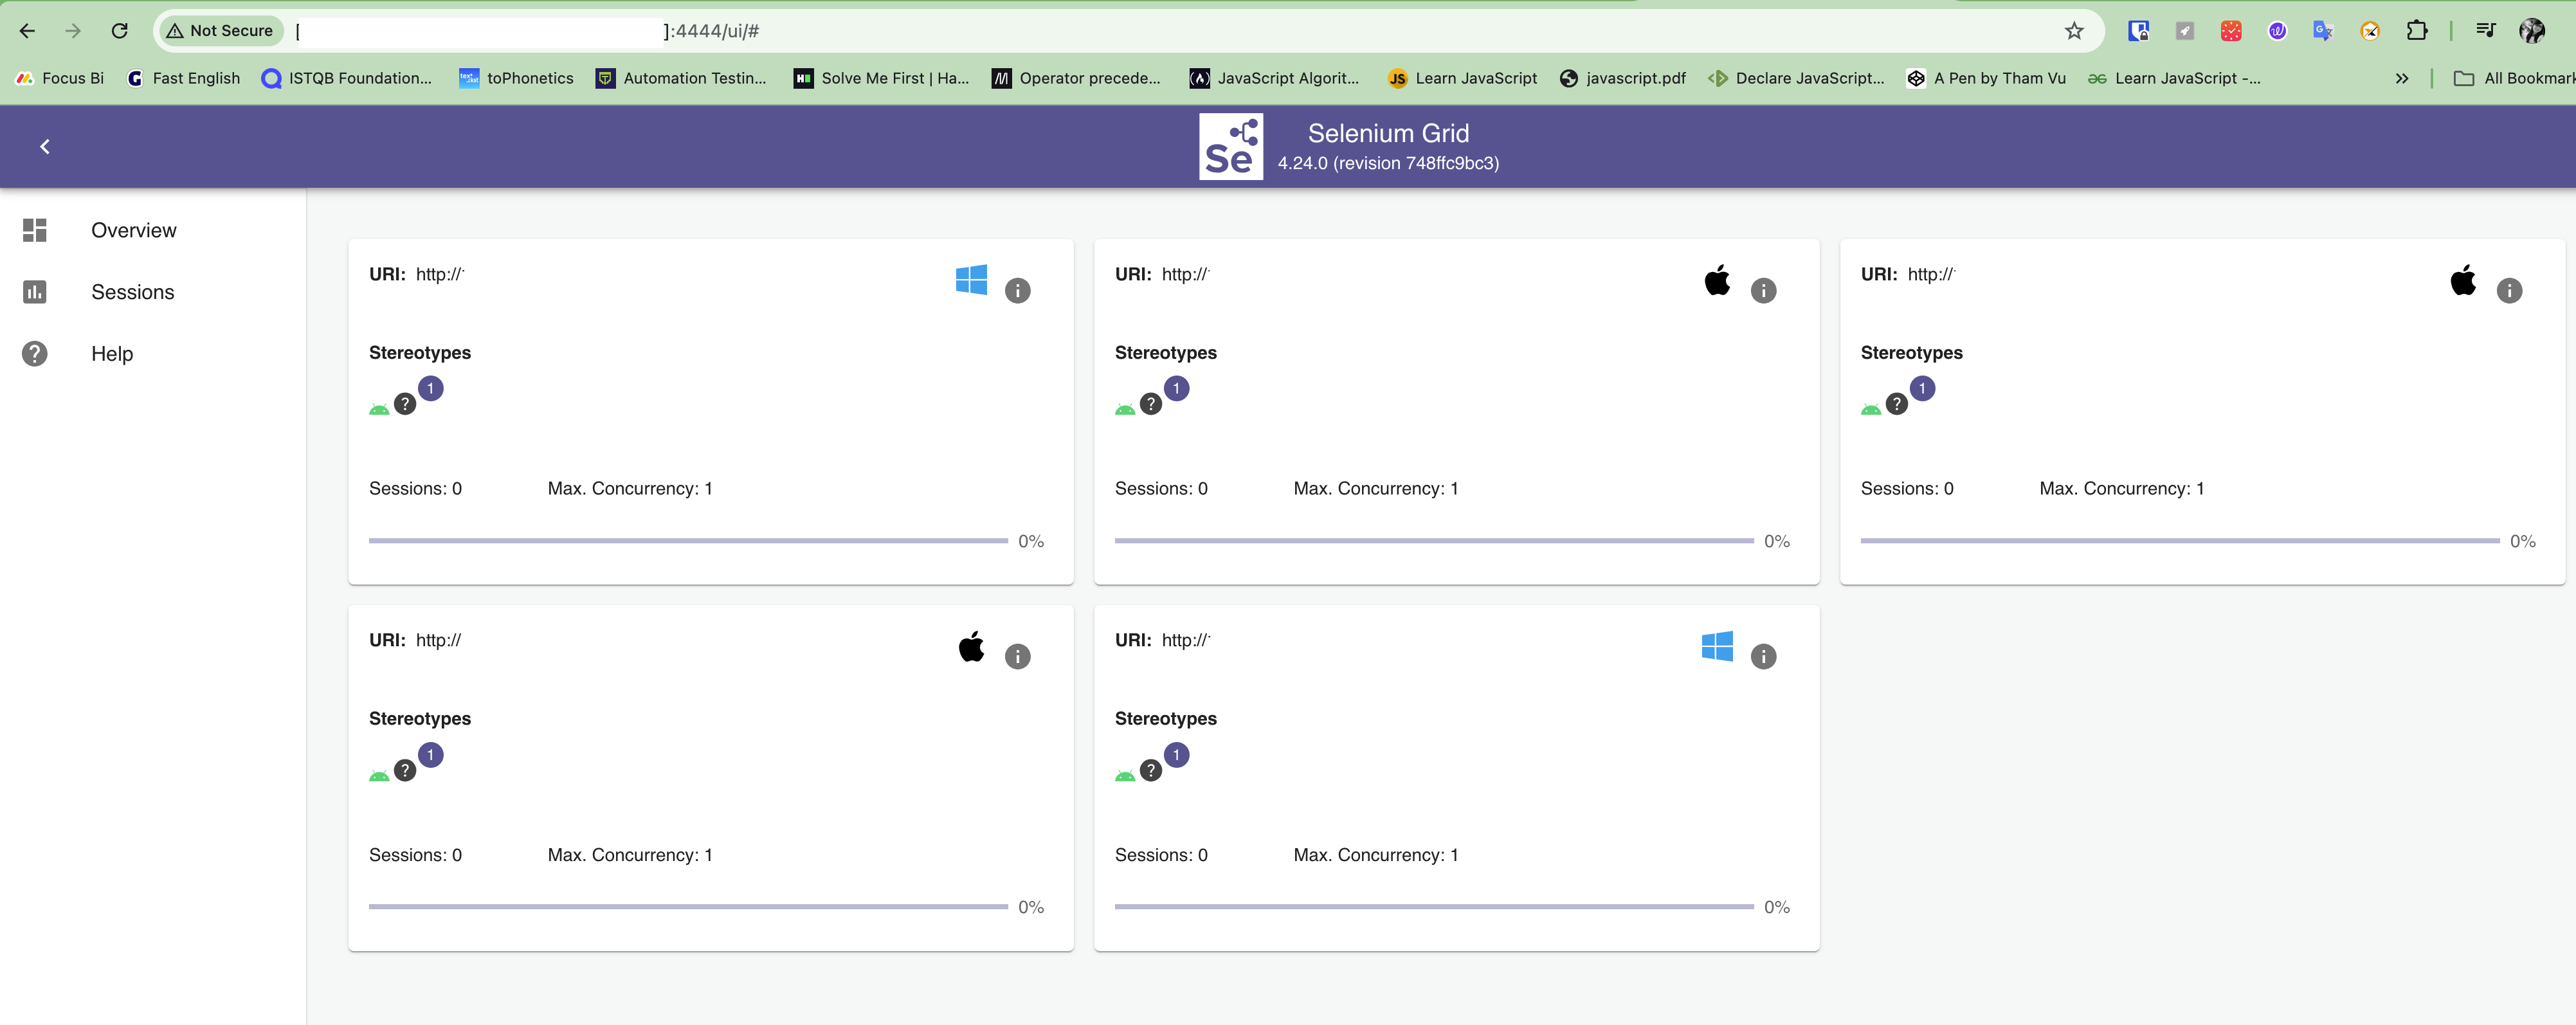 Not Secure [ ]:4444/ui/#
Focus Bi Fast English ISTQB Foundation... toPhonetics Automation Testin... Solve Me First | Ha... Operator precede... JavaScript Algorit... Learn JavaScript javascript.pdf Declare JavaScript... A Pen by Tham Vu Learn JavaScript -... All Bookmark
Se
Selenium Grid
4.24.0 (revision 748ffc9bc3)
Overview
Sessions
Help
URI: http://
Stereotypes
? 1
Sessions: 0 Max. Concurrency: 1
0%
URI: http://
Stereotypes
? 1
Sessions: 0 Max. Concurrency: 1
0%
URI: http://
Stereotypes
? 1
Sessions: 0 Max. Concurrency: 1
0%
URI: http://
Stereotypes
? 1
Sessions: 0 Max. Concurrency: 1
0%
URI: http://
Stereotypes
? 1
Sessions: 0 Max. Concurrency: 1
0%